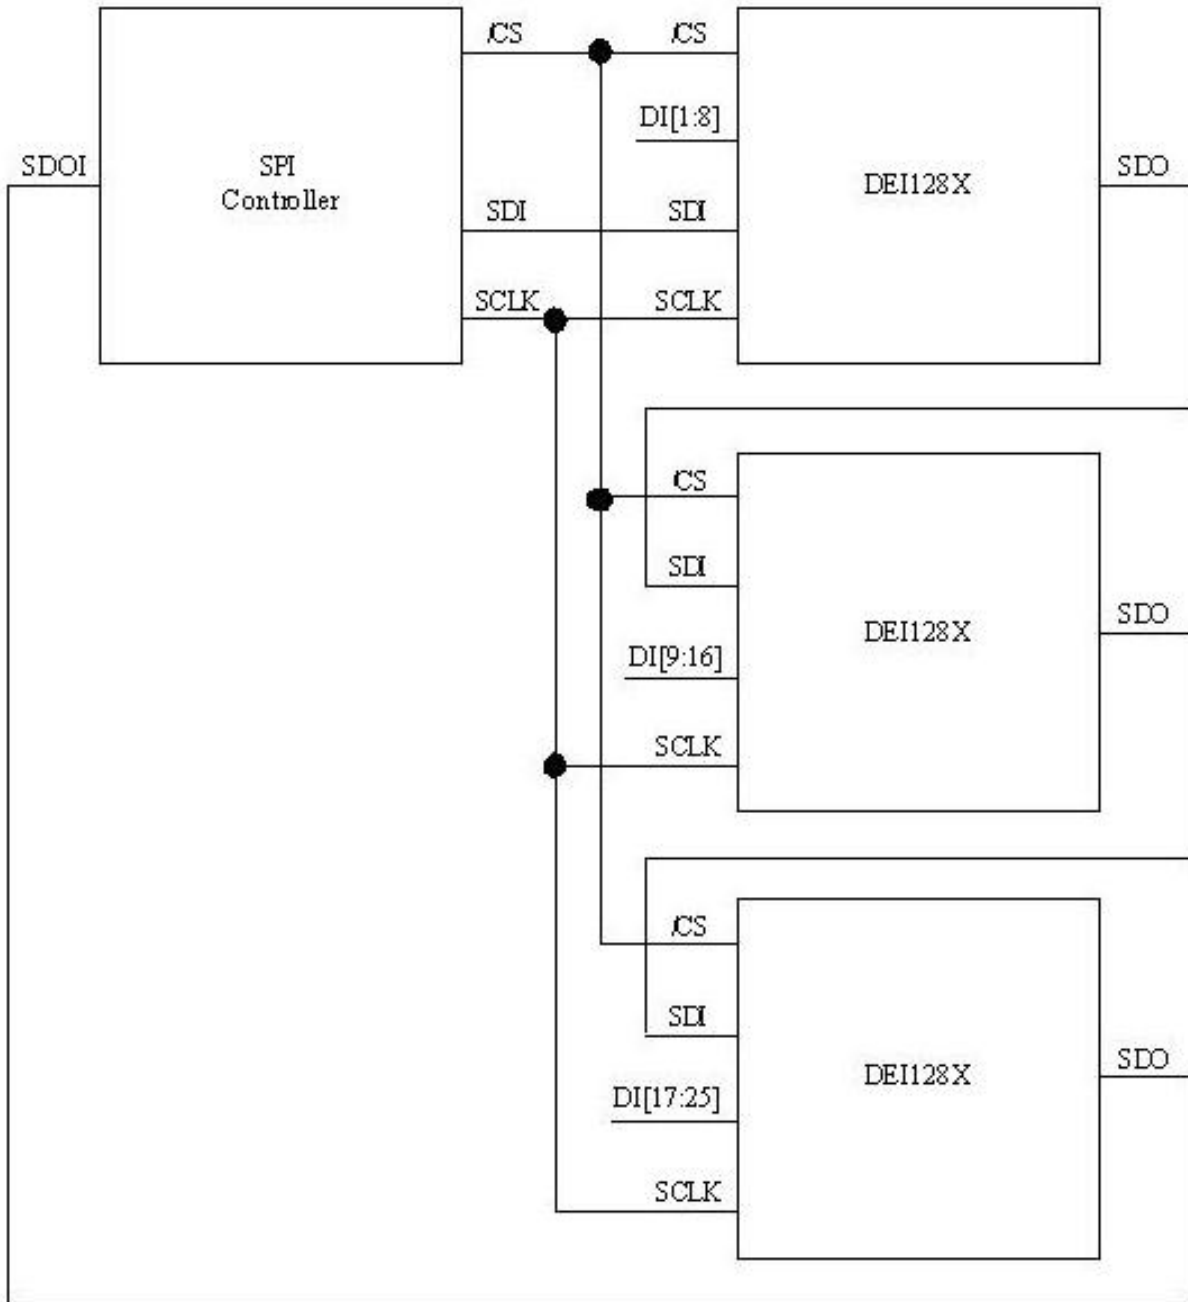 /CS
/CS
DI[1:8]
SDOI
SPI
Controller
DEI128X
SDO
SDI
SDI
SCLK
SCLK
/CS
SDI
DEI128X
SDO
DI[9:16]
SCLK
/CS
SDI
DEI128X
SDO
DI[17:25]
SCLK